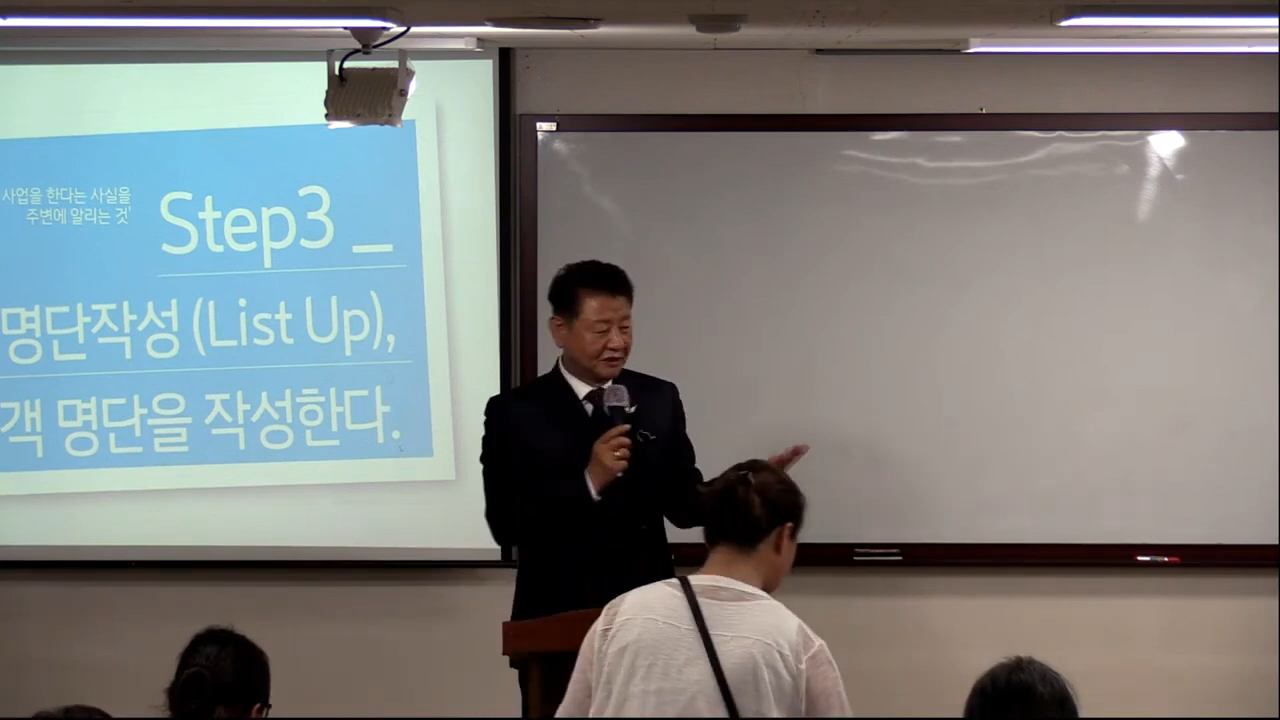 사업을 한다는 사실을
주변에 알리는 것'
Step3 _
명단작성 (List Up),
객 명단을 작성한다.